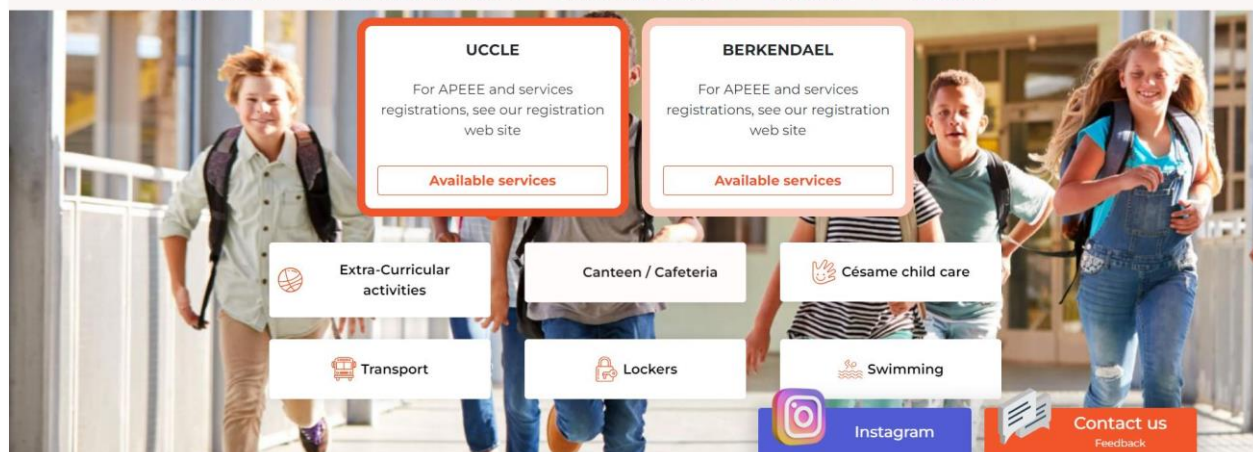 UCCLE
For APEEE and services
registrations, see our registration
web site
Available services
BERKENDAEL
For APEEE and services
registrations, see our registration
web site
Available services
Extra-Curricular
activities
Canteen / Cafeteria
Césame child care
Transport
Lockers
Swimming
Instagram
Contact us
Feedback